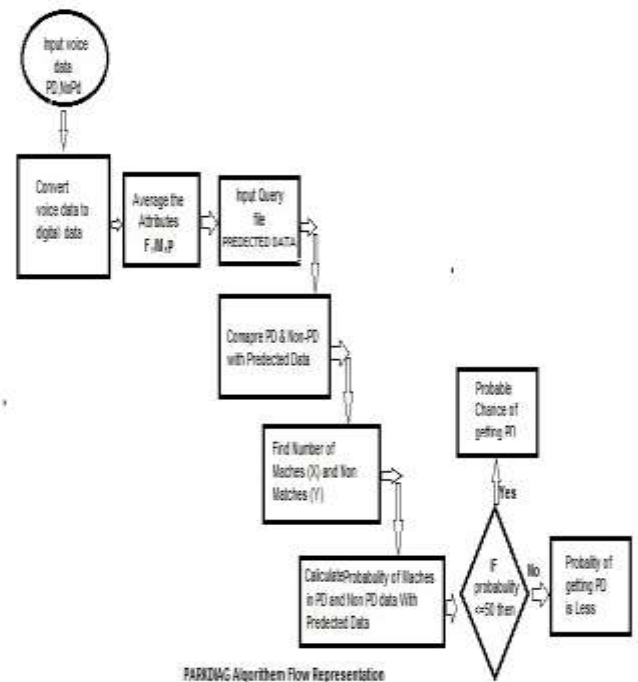 Input voice
data
PD,NoPd
Convert
voice data to
digital data
Average the
Attributes
Input Query
file
PREDECTED DATA
Comapre PD & Non-PD
with Predected Data
Find Number of
Maches (X) and Non
Matches (Y)
Calculate Probabulity of Maches
in PD and Non PD data With
Predected Data
IF
probabulity
<=50 then
Yes
Probable
Chance of
getting PD
No
Probality of
getting PD
is Less
PARKDIAG Algorithem Flow Representation